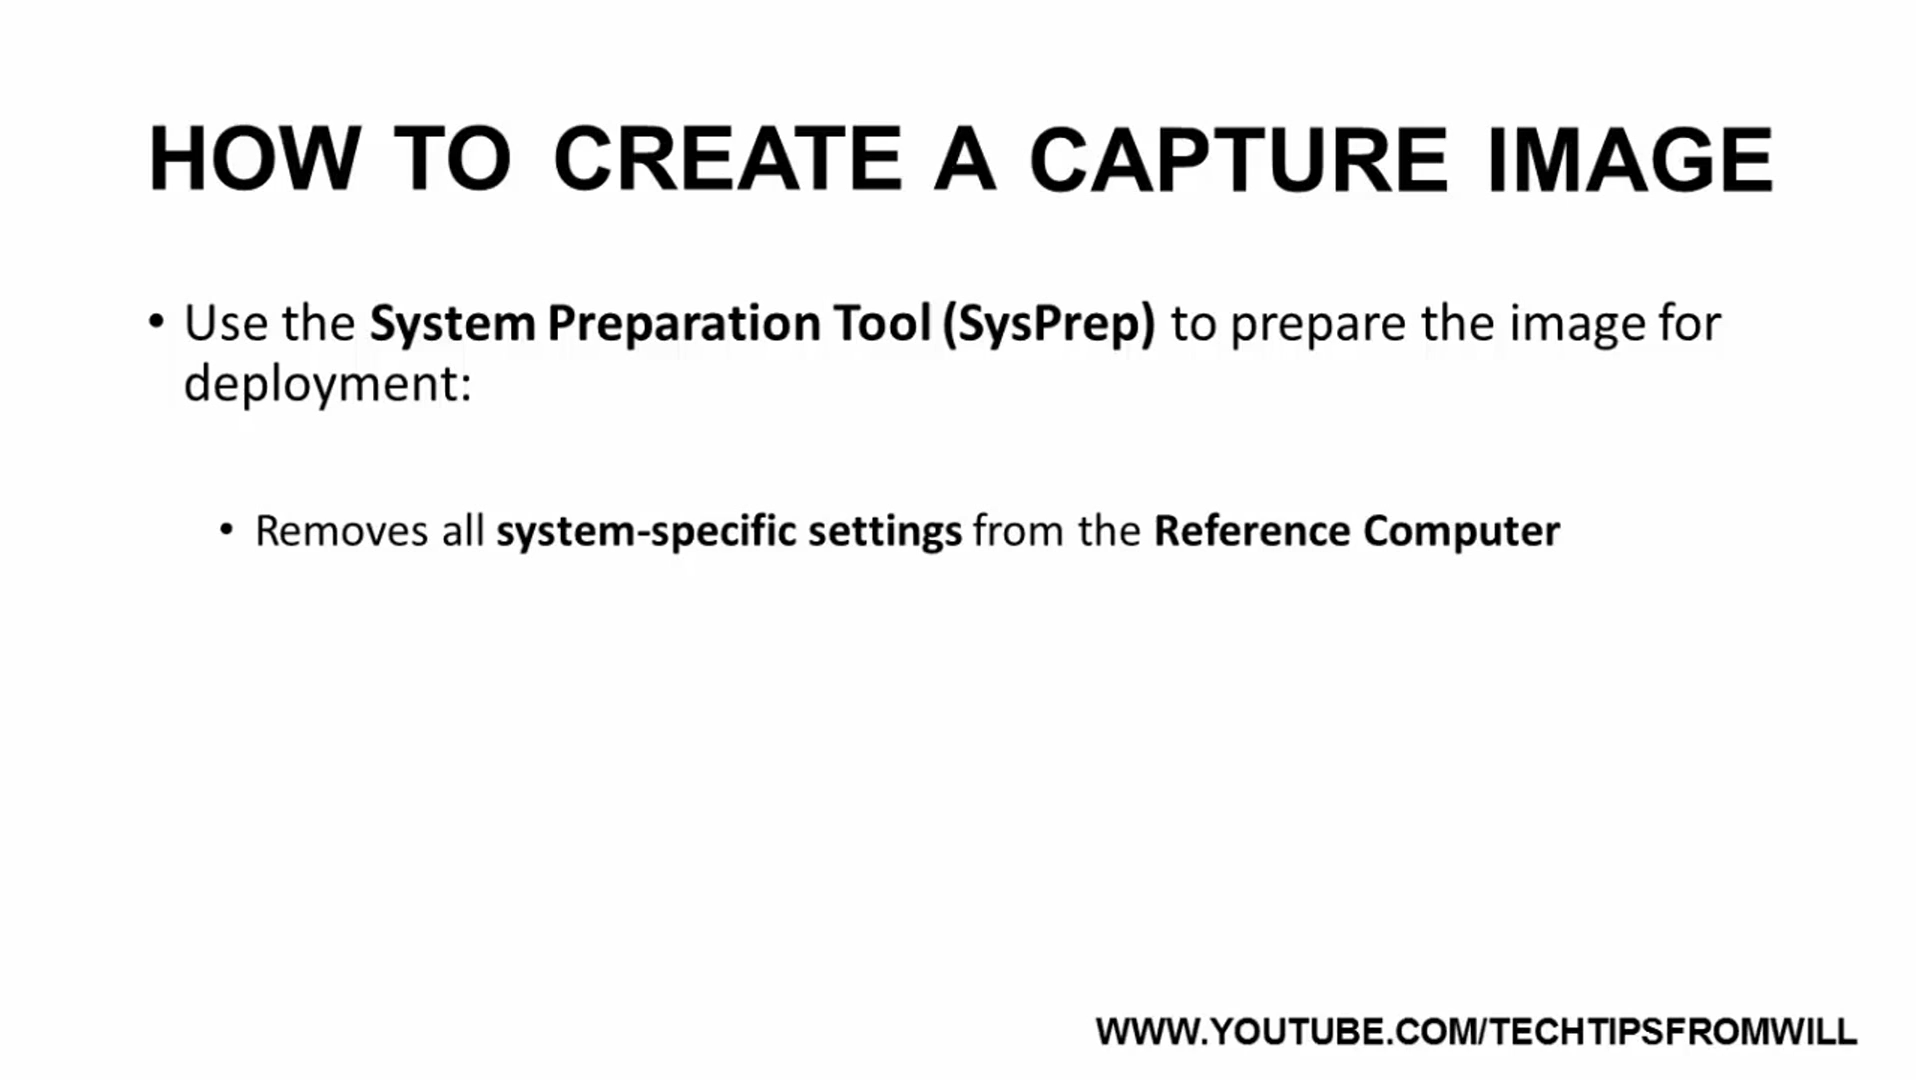 HOW TO CREATE A CAPTURE IMAGE
• Use the System Preparation Tool (SysPrep) to prepare the image for
deployment:
• Removes all system-specific settings from the Reference Computer
WWW.YOUTUBE.COM/TECHTIPSFROMWILL